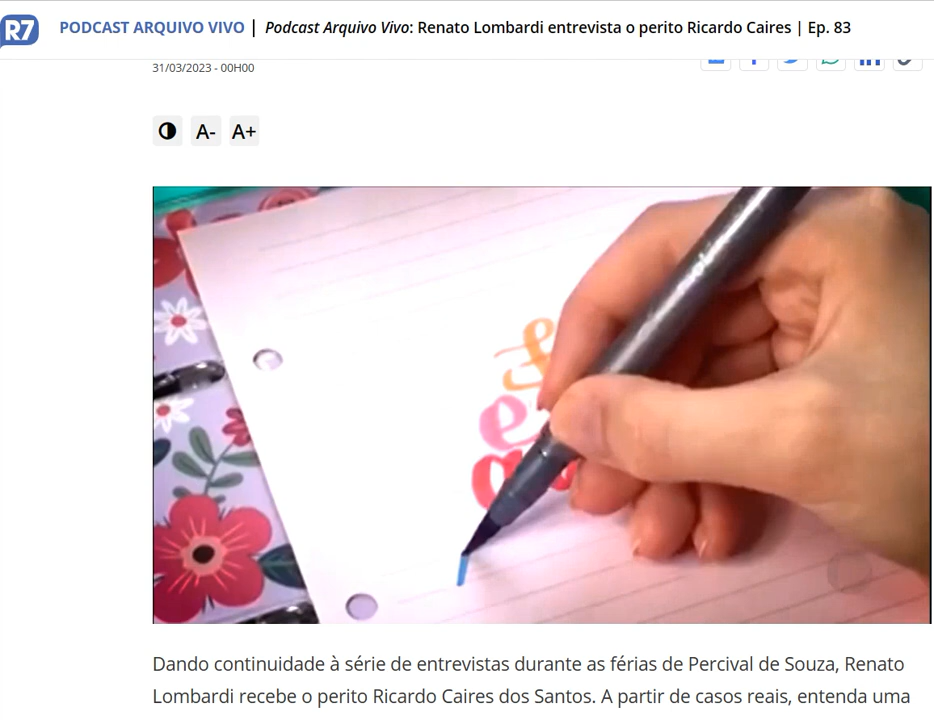 R7 PODCAST ARQUIVO VIVO | Podcast Arquivo Vivo: Renato Lombardi entrevista o perito Ricardo Caires | Ep. 83
31/03/2023 - 00H00
A- A+
Dando continuidade à série de entrevistas durante as férias de Percival de Souza, Renato
Lombardi recebe o perito Ricardo Caires dos Santos. A partir de casos reais, entenda uma